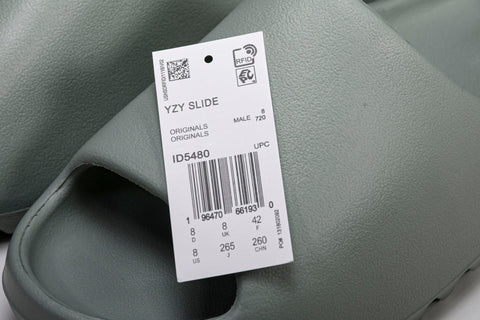 RFID
YZY SLIDE
ORIGINALS
ORIGINALS
MALE 8
720
ID5480
UPC
1 96470 66193 0
8 8 42
D UK F
8 265 260
US J CHN